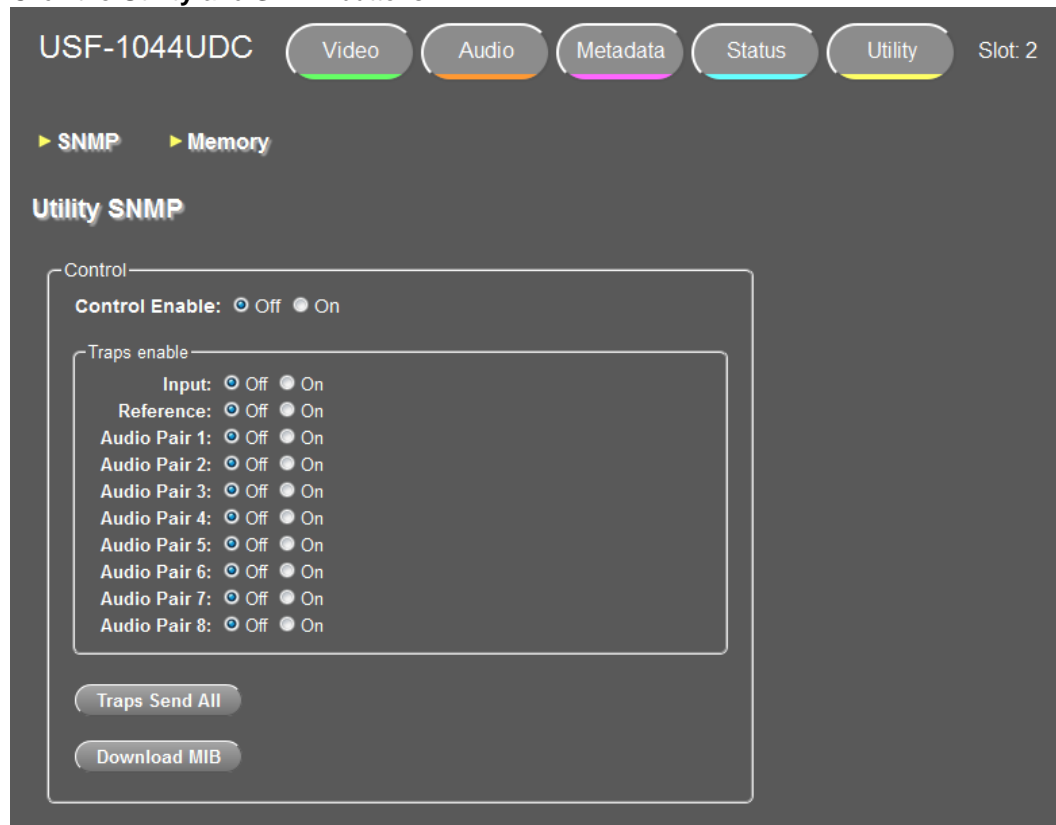 USF-1044UDC Video Audio Metadata Status Utility Slot: 2
SNMP Memory
Utility SNMP
Control
Control Enable: Off On
Traps enable
Input: Off On
Reference: Off On
Audio Pair 1: Off On
Audio Pair 2: Off On
Audio Pair 3: Off On
Audio Pair 4: Off On
Audio Pair 5: Off On
Audio Pair 6: Off On
Audio Pair 7: Off On
Audio Pair 8: Off On
Traps Send All
Download MIB